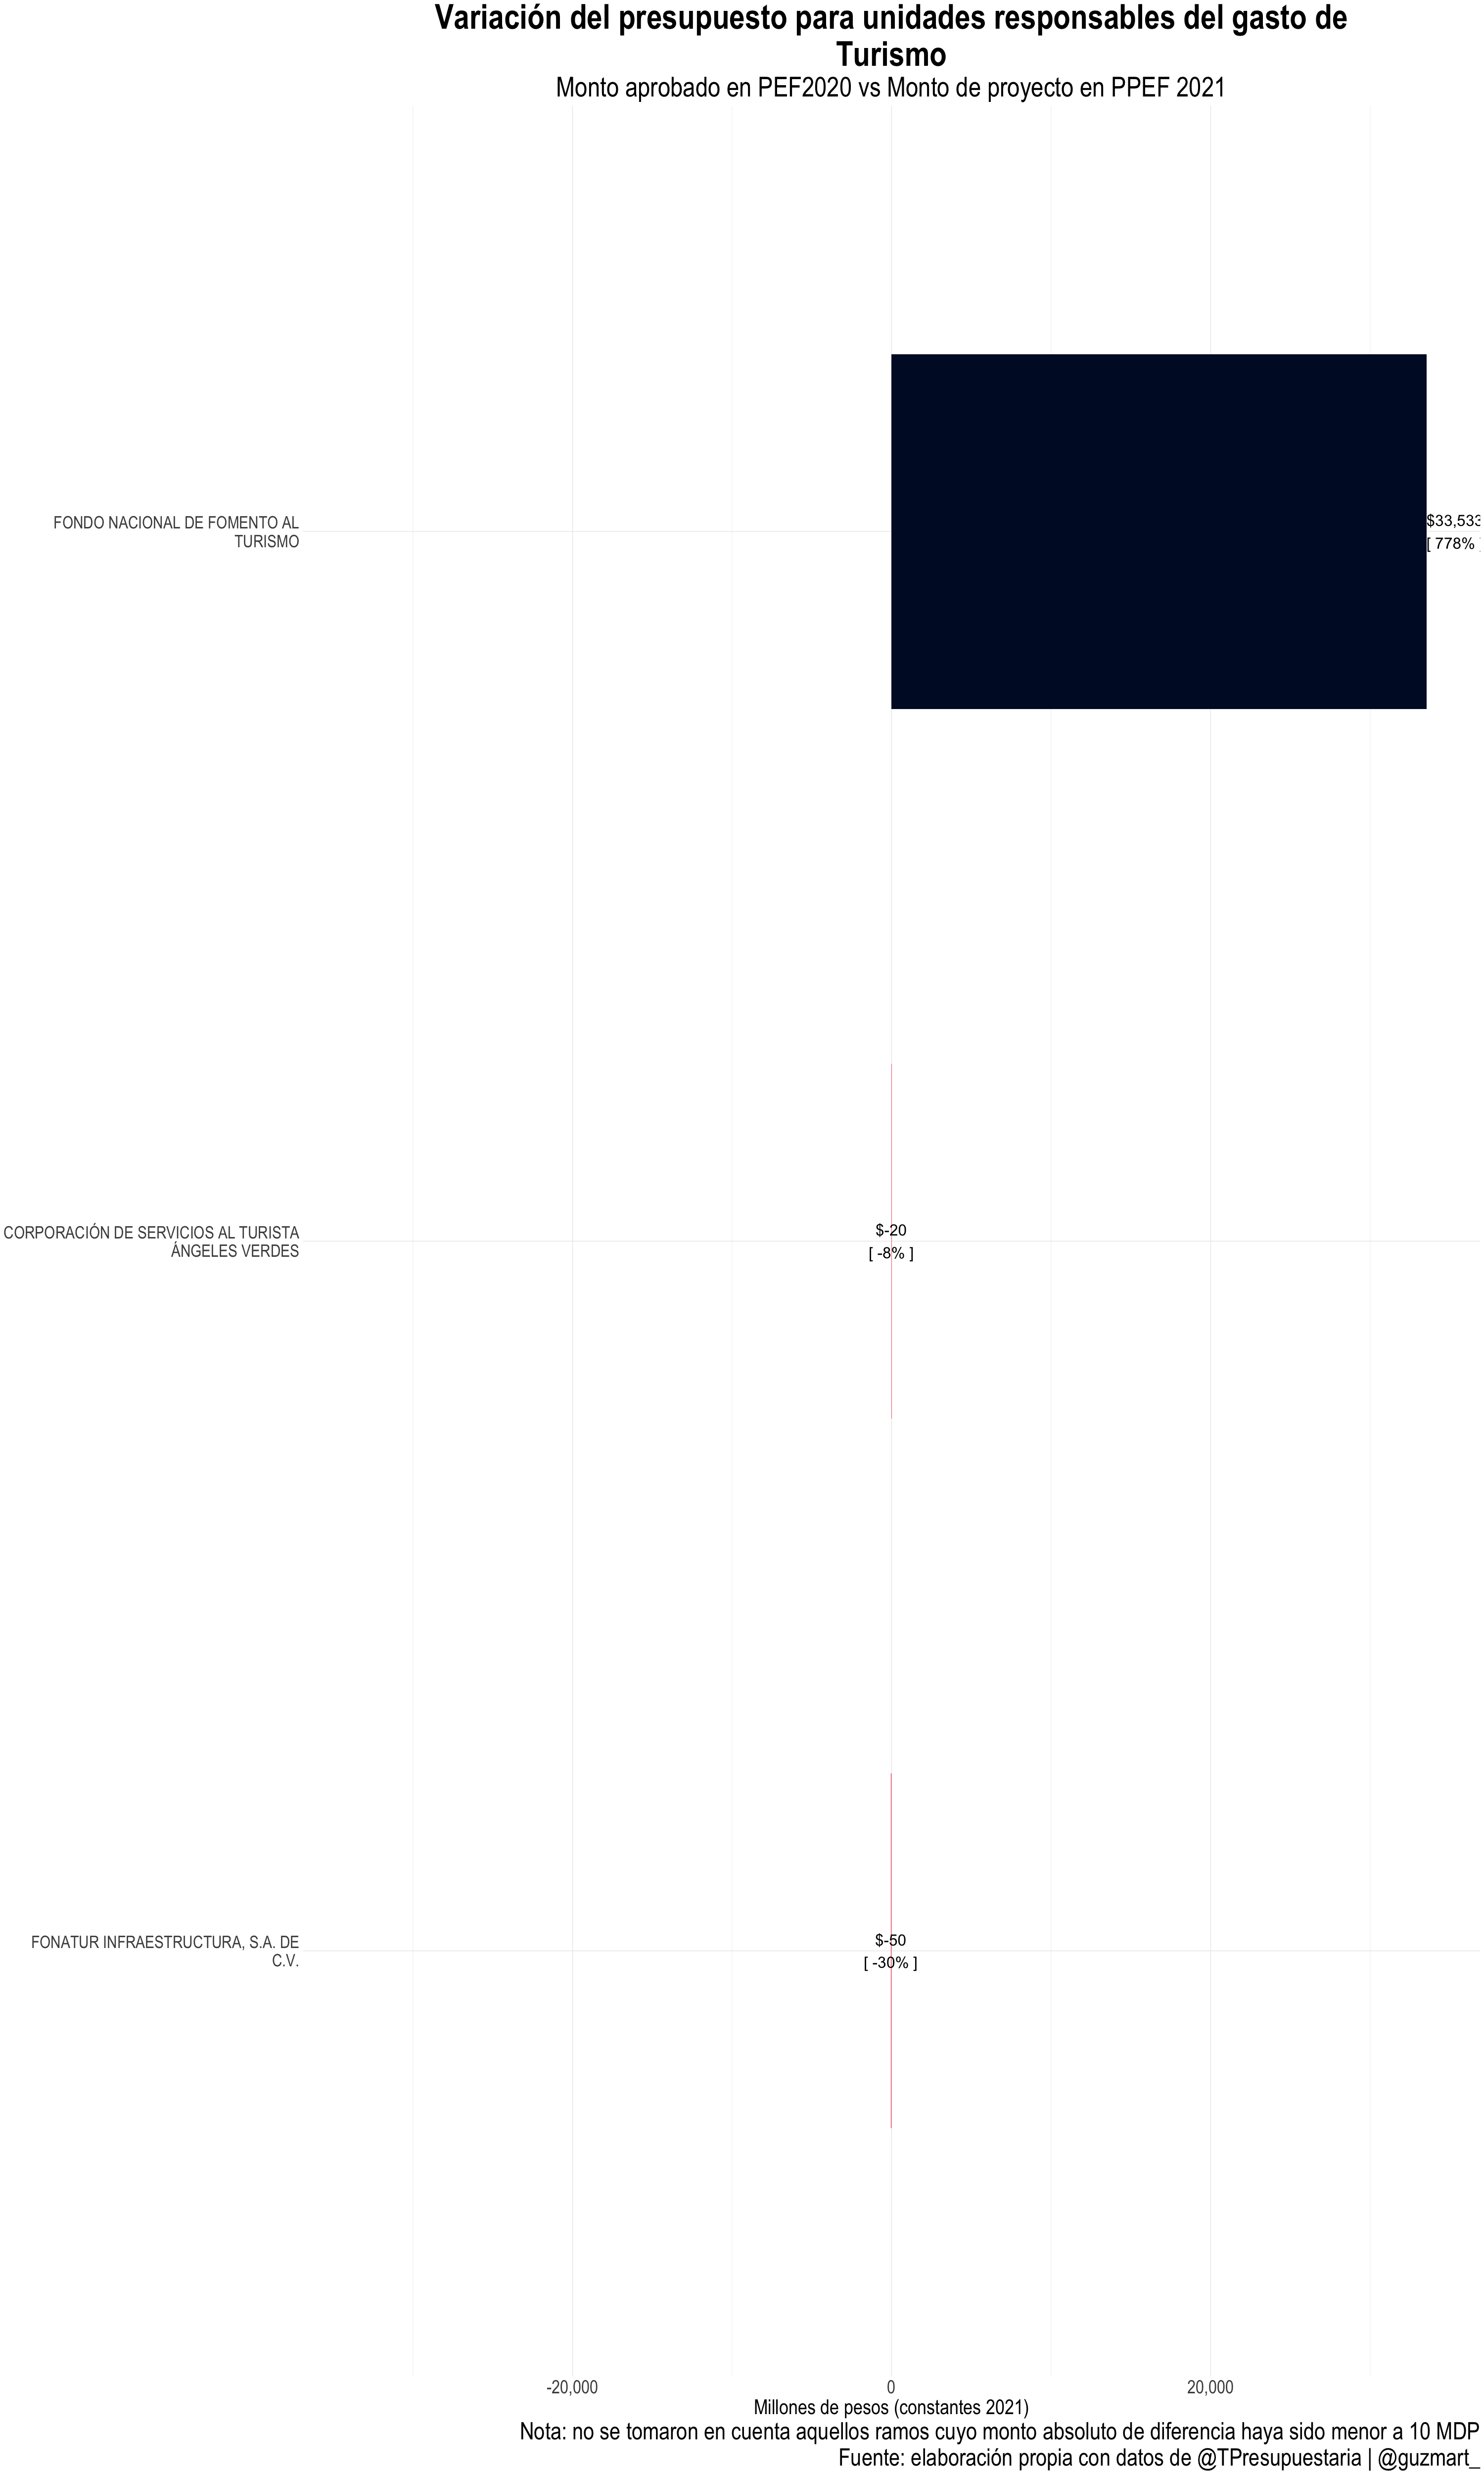 Variación del presupuesto para unidades responsables del gasto de
Turismo
Monto aprobado en PEF2020 vs Monto de proyecto en PPEF 2021
FONDO NACIONAL DE FOMENTO AL
TURISMO
$33,533
[ 778% ]
CORPORACIÓN DE SERVICIOS AL TURISTA
ÁNGELES VERDES
$-20
[ -8% ]
FONATUR INFRAESTRUCTURA, S.A. DE
C.V.
$-50
[ -30% ]
-20,000
0
20,000
Millones de pesos (constantes 2021)
Nota: no se tomaron en cuenta aquellos ramos cuyo monto absoluto de diferencia haya sido menor a 10 MDP
Fuente: elaboración propia con datos de @TPresupuestaria | @guzmart_